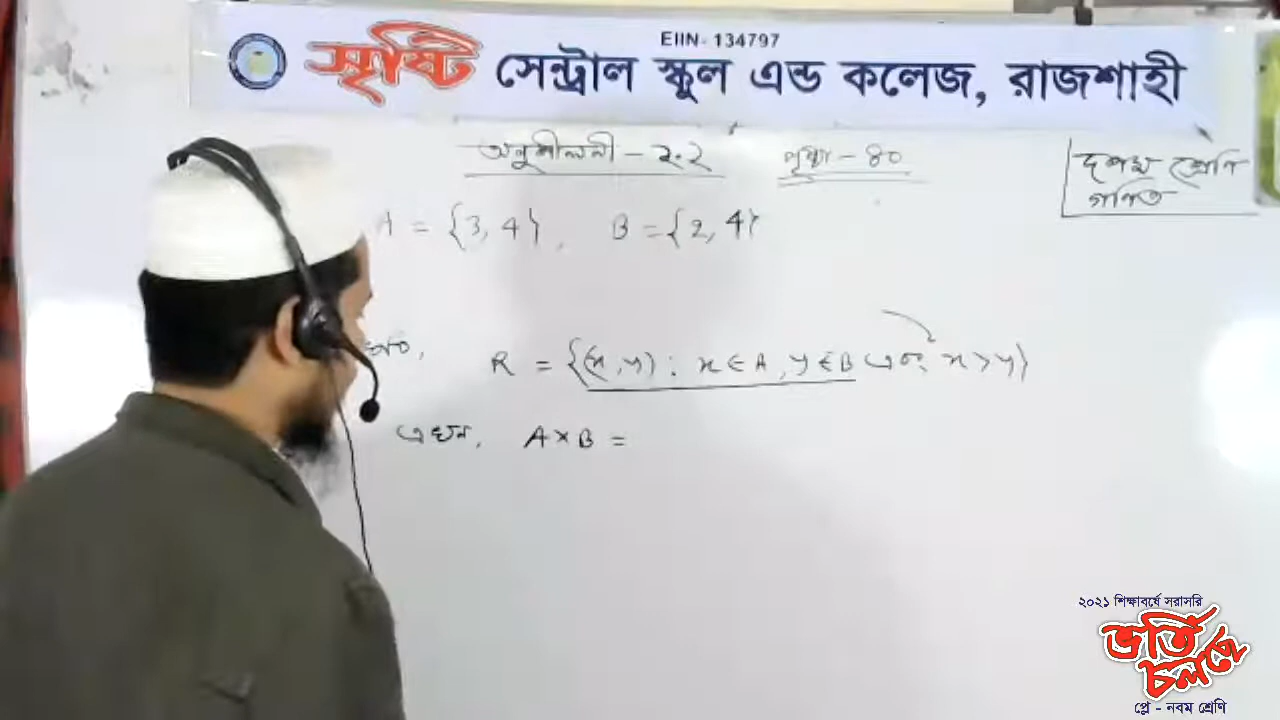 EIIN- 134797
সৃষ্টি সেন্ট্রাল স্কুল এন্ড কলেজ, রাজশাহী
অনুশীলনী - ২.২ পৃষ্ঠা - ৪০
দশম শ্রেণি
গণিত
A = {3, 4}, B = {2, 4}
R = {(x, y) : x ∈ A, y ∈ B এবং x > y}
এখন, A × B =
২০২১ শিক্ষাবর্ষে সরাসরি
ভর্তি
চলছে
প্লে - নবম শ্রেণি